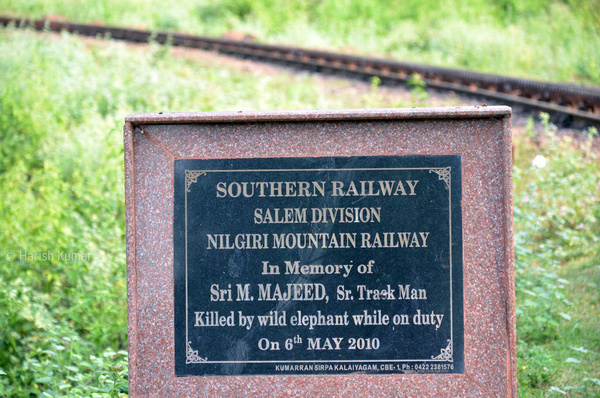 SOUTHERN RAILWAY
SALEM DIVISION
NILGIRI MOUNTAIN RAILWAY
In Memory of
Sri M. MAJEED, Sr. Track Man
Killed by wild elephant while on duty
On 6th MAY 2010
KUMARRAN SIRPA KALAIYAGAM, CBE - 1. Ph : 0422 2381576
© Harish Kumar